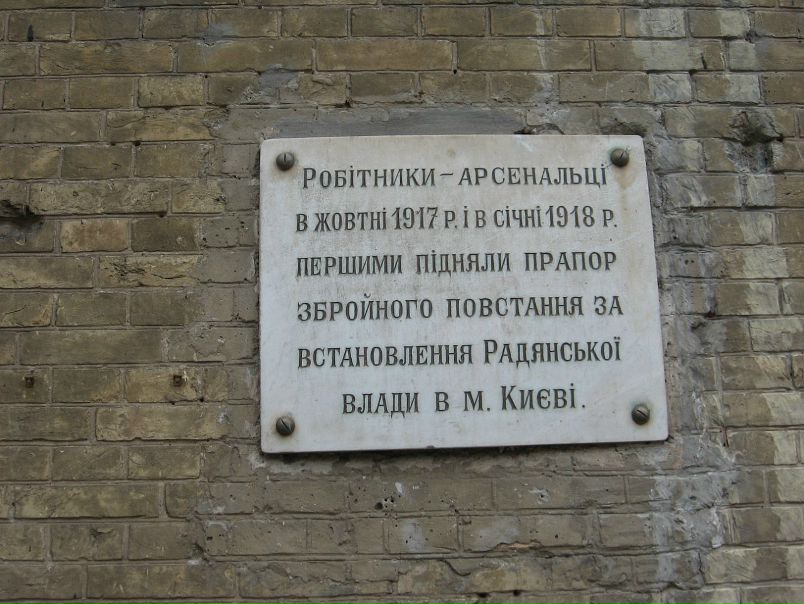 Робітники – арсенальці
в жовтні 1917 р. і в січні 1918 р.
першими підняли прапор
збройного повстання за
встановлення Радянської
влади в м. Києві.